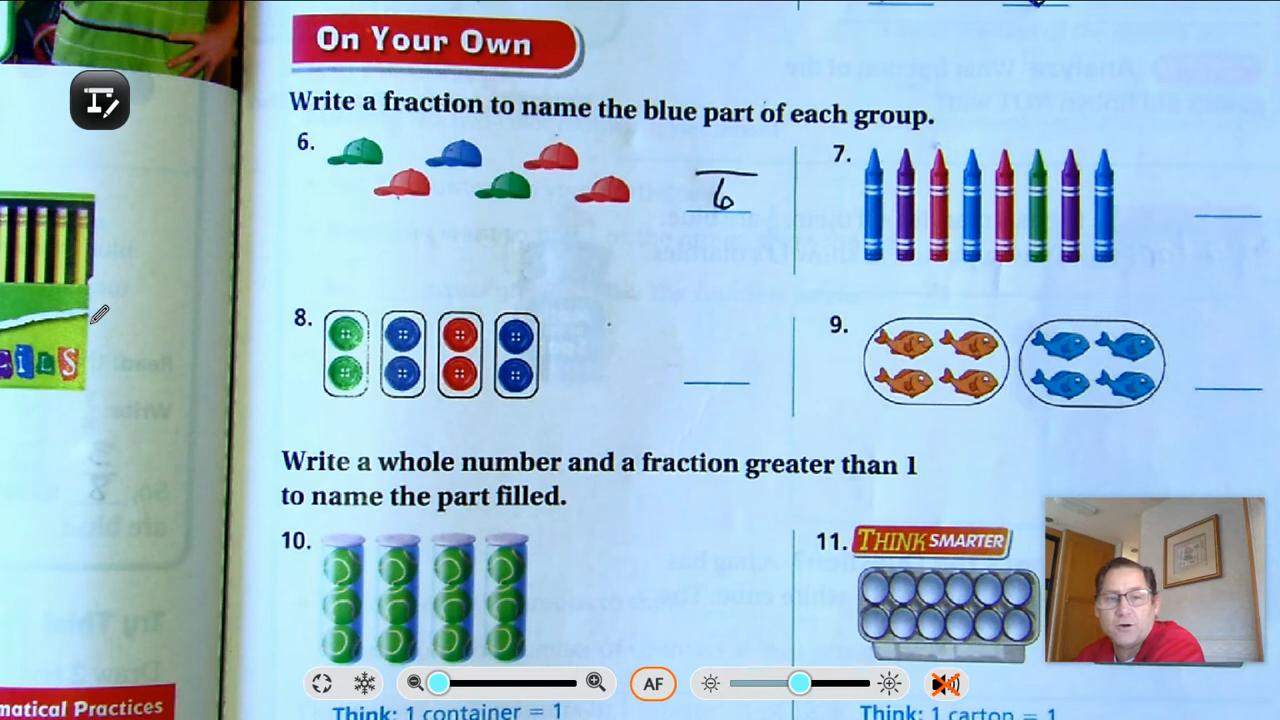 On Your Own
Write a fraction to name the blue part of each group.
6.
6
7.
8.
9.
ILS
Write a whole number and a fraction greater than 1
to name the part filled.
10.
11. THINK SMARTER
AF
matical Practices
Think: 1 container = 1
Think: 1 carton = 1